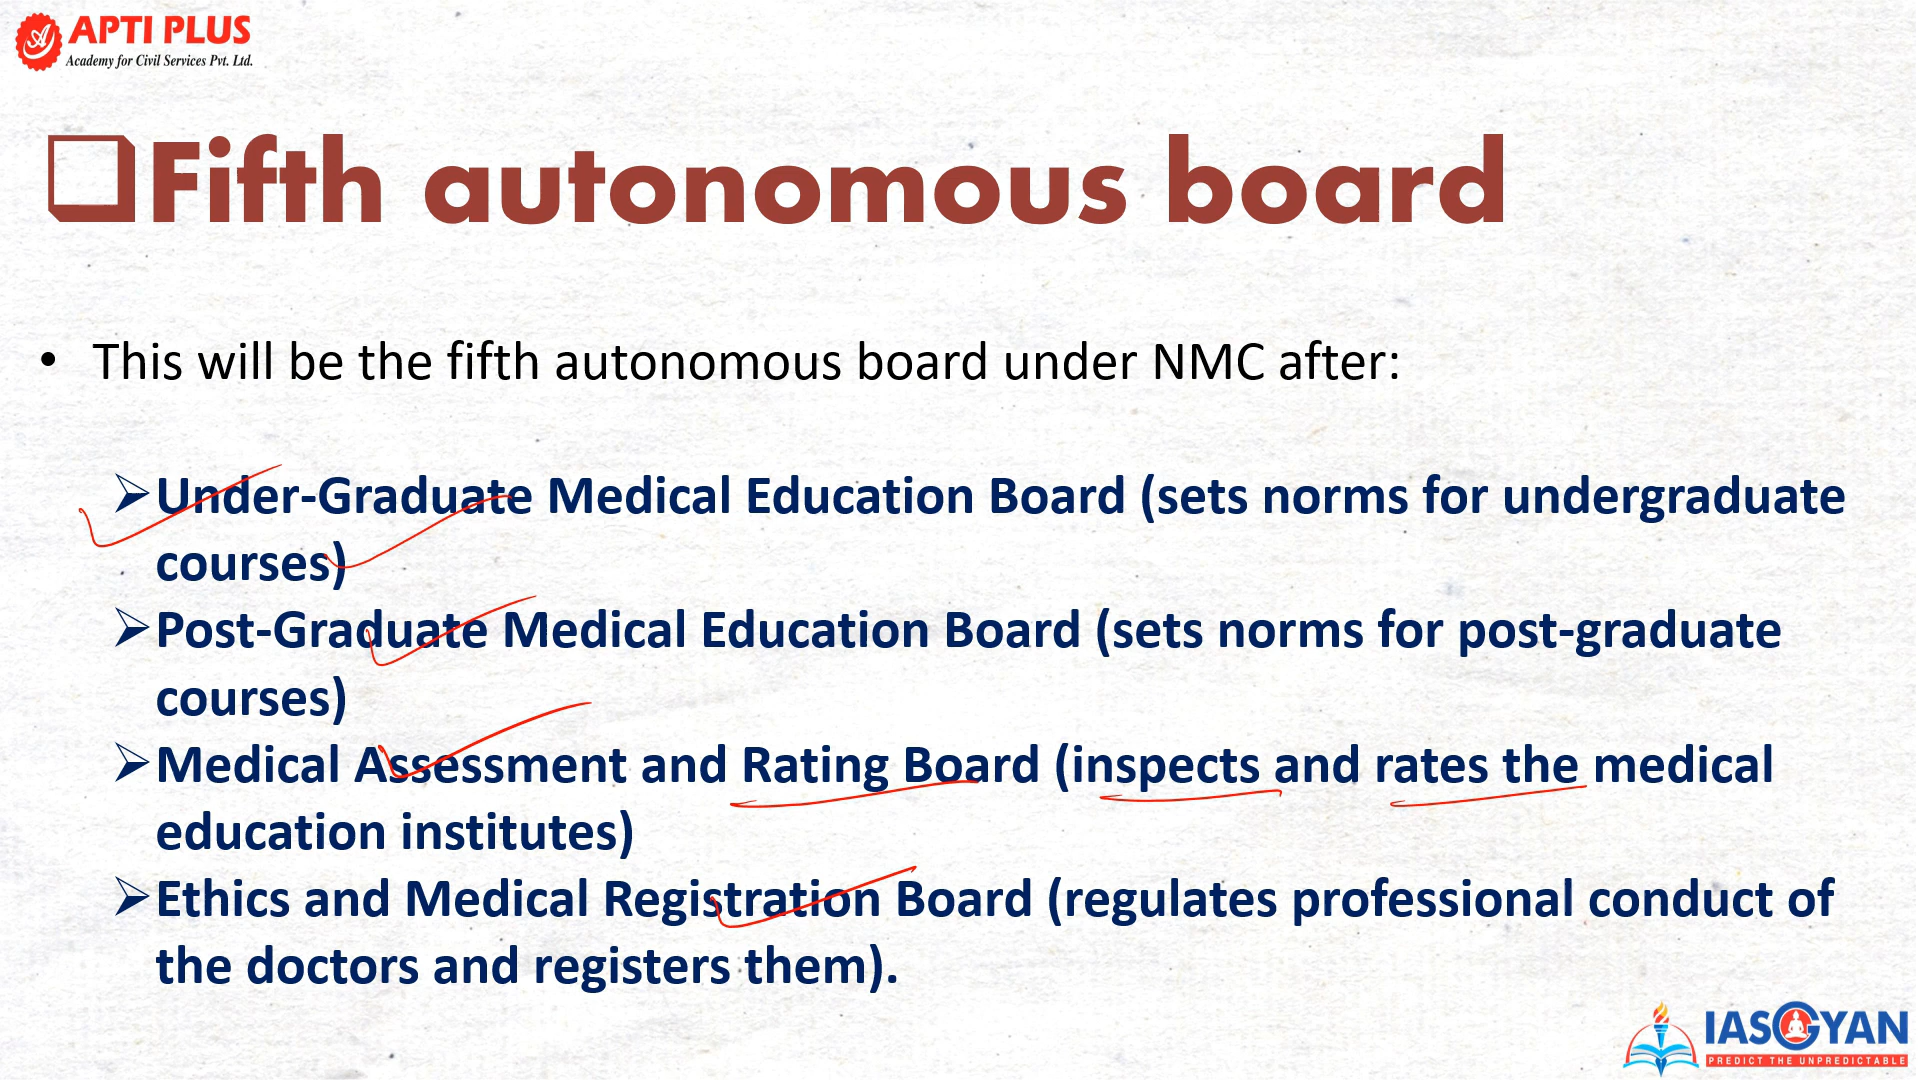 APTI PLUS
Academy for Civil Services Pvt. Ltd.
Fifth autonomous board
• This will be the fifth autonomous board under NMC after:
Under-Graduate Medical Education Board (sets norms for undergraduate
courses)
Post-Graduate Medical Education Board (sets norms for post-graduate
courses)
Medical Assessment and Rating Board (inspects and rates the medical
education institutes)
Ethics and Medical Registration Board (regulates professional conduct of
the doctors and registers them).
IASGYAN
PREDICT THE UNPREDICTABLE